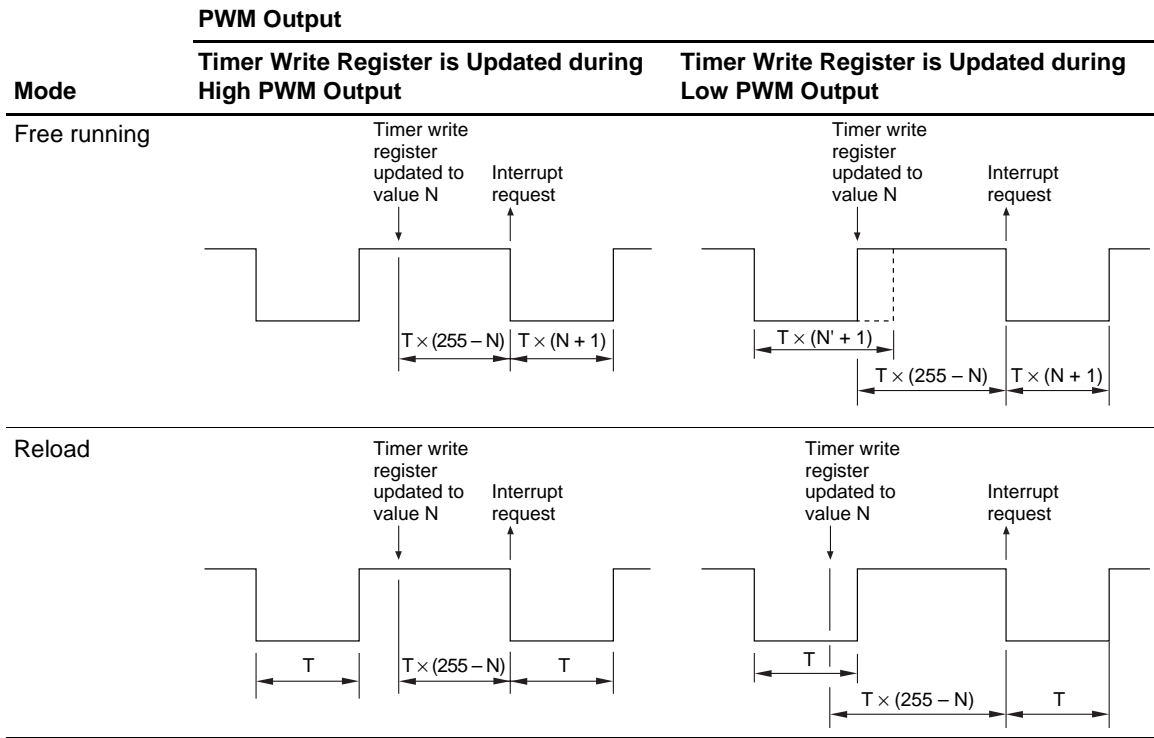 PWM Output
Mode
Timer Write Register is Updated during
High PWM Output
Timer Write Register is Updated during
Low PWM Output
Free running
Timer write
register
updated to
value N
Interrupt
request
T × (255 – N)
T × (N + 1)
Timer write
register
updated to
value N
Interrupt
request
T × (N' + 1)
T × (255 – N)
T × (N + 1)
Reload
Timer write
register
updated to
value N
Interrupt
request
T
T × (255 – N)
T
Timer write
register
updated to
value N
Interrupt
request
T
T × (255 – N)
T